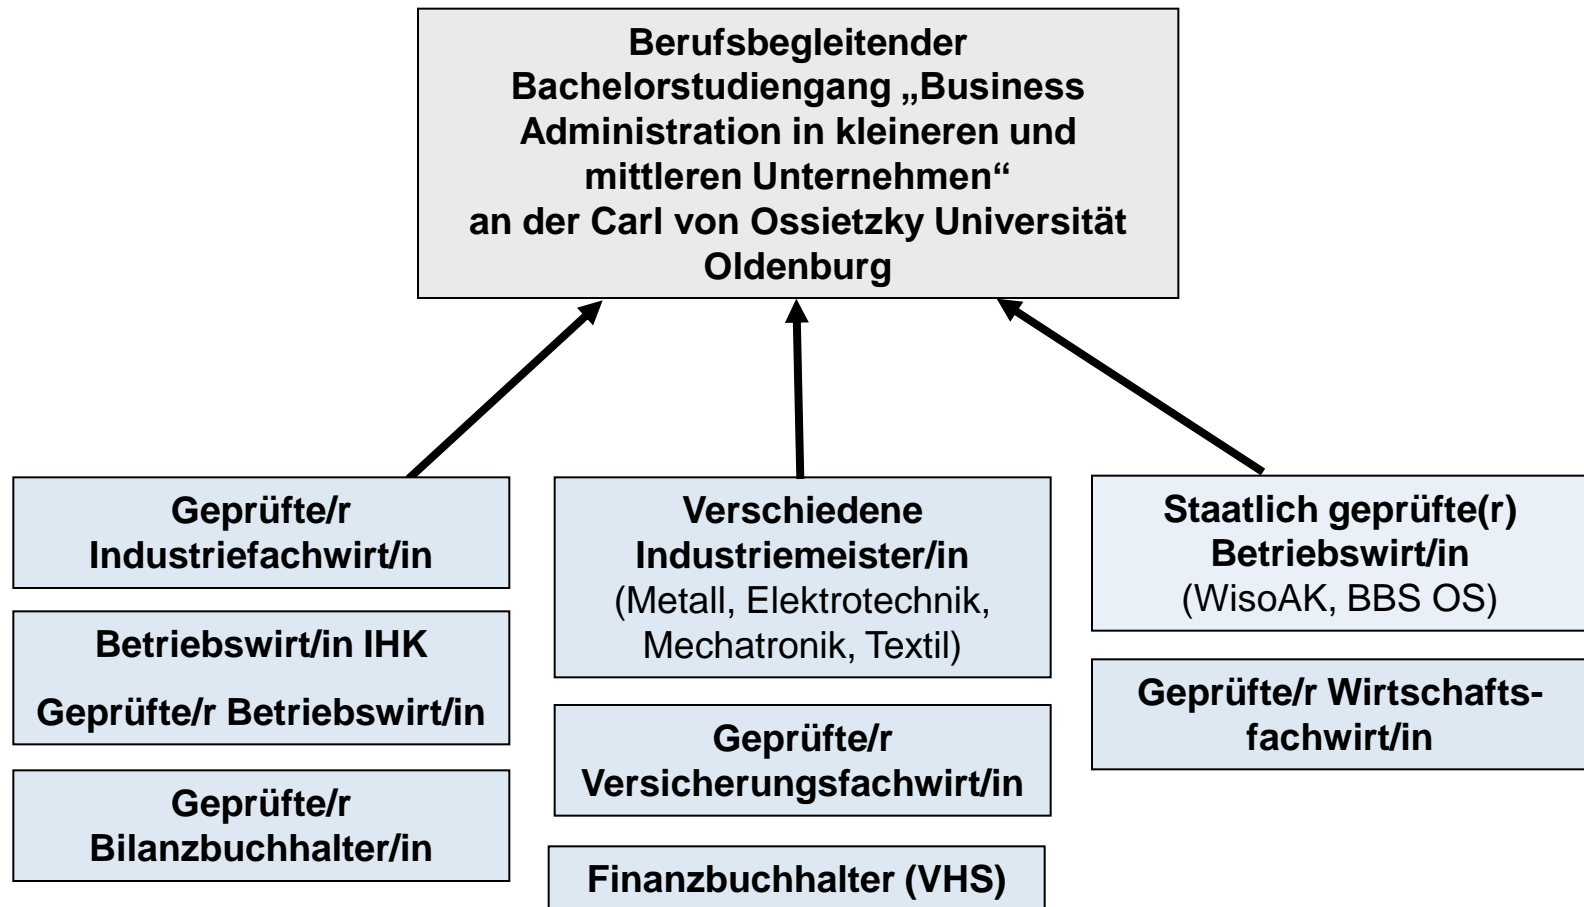 Berufsbegleitender
Bachelorstudiengang „Business
Administration in kleineren und
mittleren Unternehmen“
an der Carl von Ossietzky Universität
Oldenburg
Geprüfte/r
Industriefachwirt/in
Betriebswirt/in IHK
Geprüfte/r Betriebswirt/in
Geprüfte/r
Bilanzbuchhalter/in
Verschiedene
Industriemeister/in
(Metall, Elektrotechnik,
Mechatronik, Textil)
Geprüfte/r
Versicherungsfachwirt/in
Finanzbuchhalter (VHS)
Staatlich geprüfte(r)
Betriebswirt/in
(WisoAK, BBS OS)
Geprüfte/r Wirtschafts-
fachwirt/in